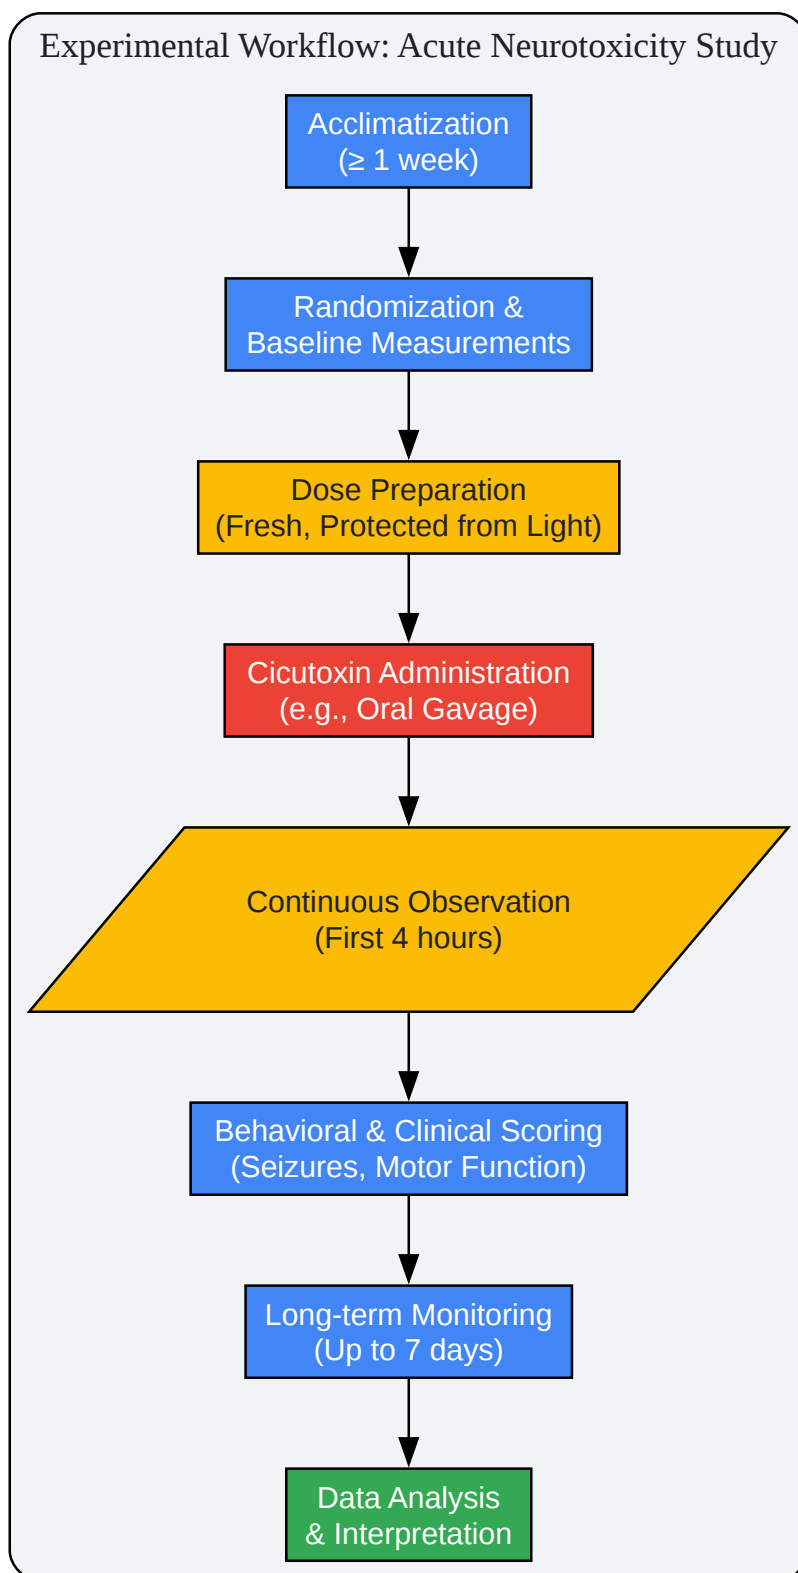 Experimental Workflow: Acute Neurotoxicity Study
Acclimatization
(≥ 1 week)
Randomization &
Baseline Measurements
Dose Preparation
(Fresh, Protected from Light)
Cicutoxin Administration
(e.g., Oral Gavage)
Continuous Observation
(First 4 hours)
Behavioral & Clinical Scoring
(Seizures, Motor Function)
Long-term Monitoring
(Up to 7 days)
Data Analysis
& Interpretation